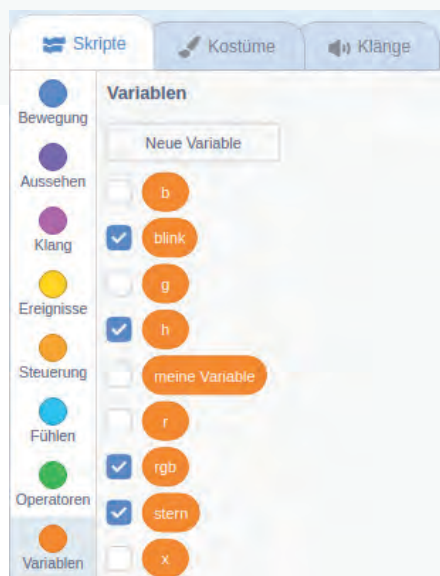 Skripte
Kostüme
Klänge
Bewegung
Aussehen
Klang
Ereignisse
Steuerung
Fühlen
Operatoren
Variablen
Variablen
Neue Variable
b
blink
g
h
meine Variable
r
rgb
stern
x